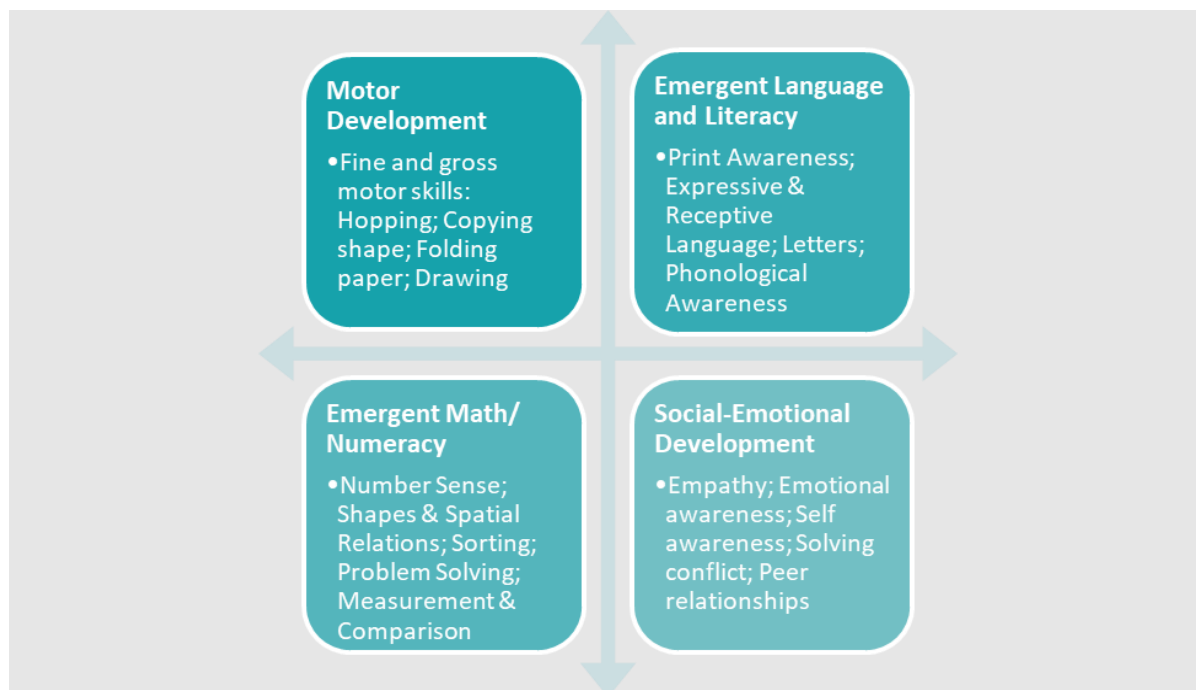 Motor
Development
•Fine and gross
motor skills:
Hopping; Copying
shape; Folding
paper; Drawing
Emergent Language
and Literacy
•Print Awareness;
Expressive &
Receptive
Language; Letters;
Phonological
Awareness
Emergent Math/
Numeracy
•Number Sense;
Shapes & Spatial
Relations; Sorting;
Problem Solving;
Measurement &
Comparison
Social-Emotional
Development
•Empathy; Emotional
awareness; Self
awareness; Solving
conflict; Peer
relationships